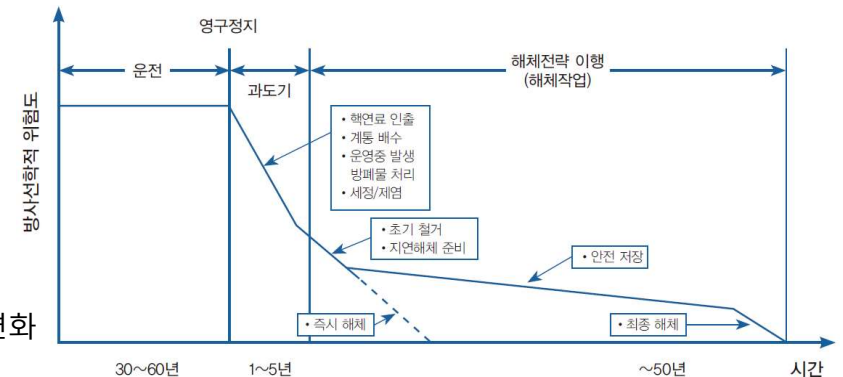 영구정지
운전
과도기
해체전략 이행
(해체작업)
방사선학적 위험도
• 핵연료 인출
• 계통 배수
• 운영중 발생
방폐물 처리
• 세정/제염
• 초기 철거
• 지연해체 준비
• 안전 저장
• 즉시 해체
• 최종 해체
변화
30~60년
1~5년
~50년
시간